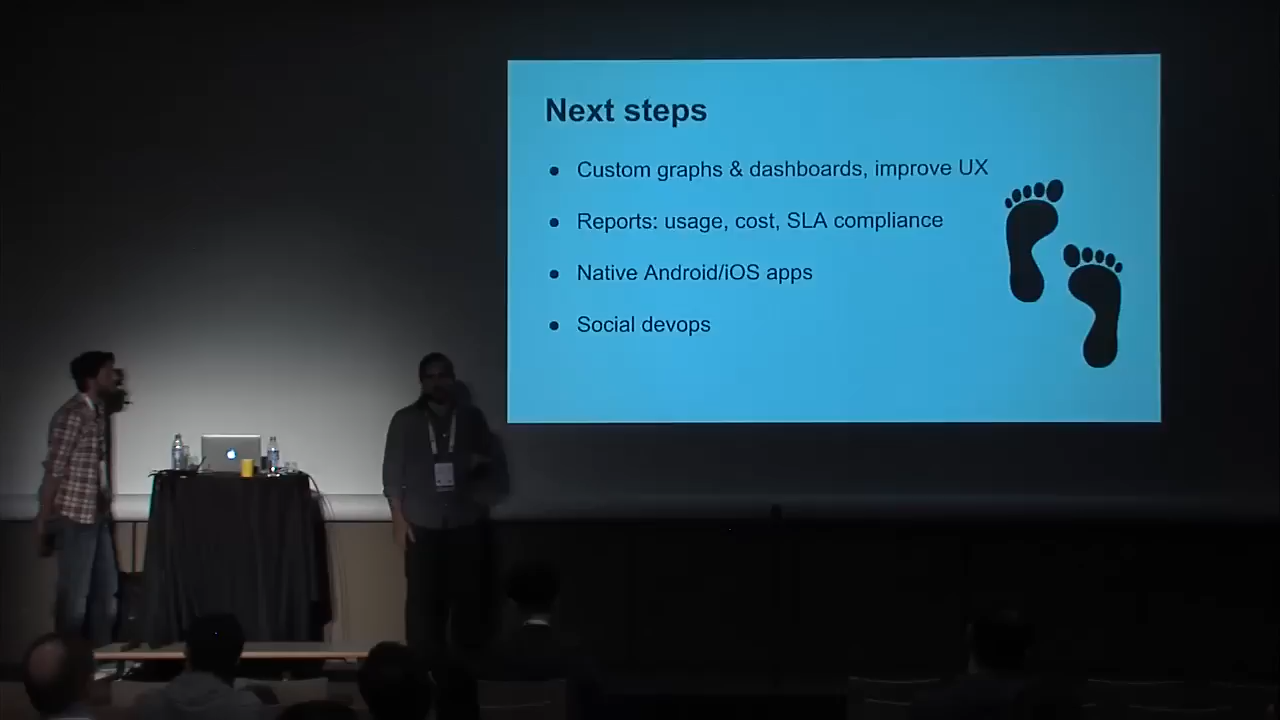 Next steps
● Custom graphs & dashboards, improve UX
● Reports: usage, cost, SLA compliance
● Native Android/iOS apps
● Social devops